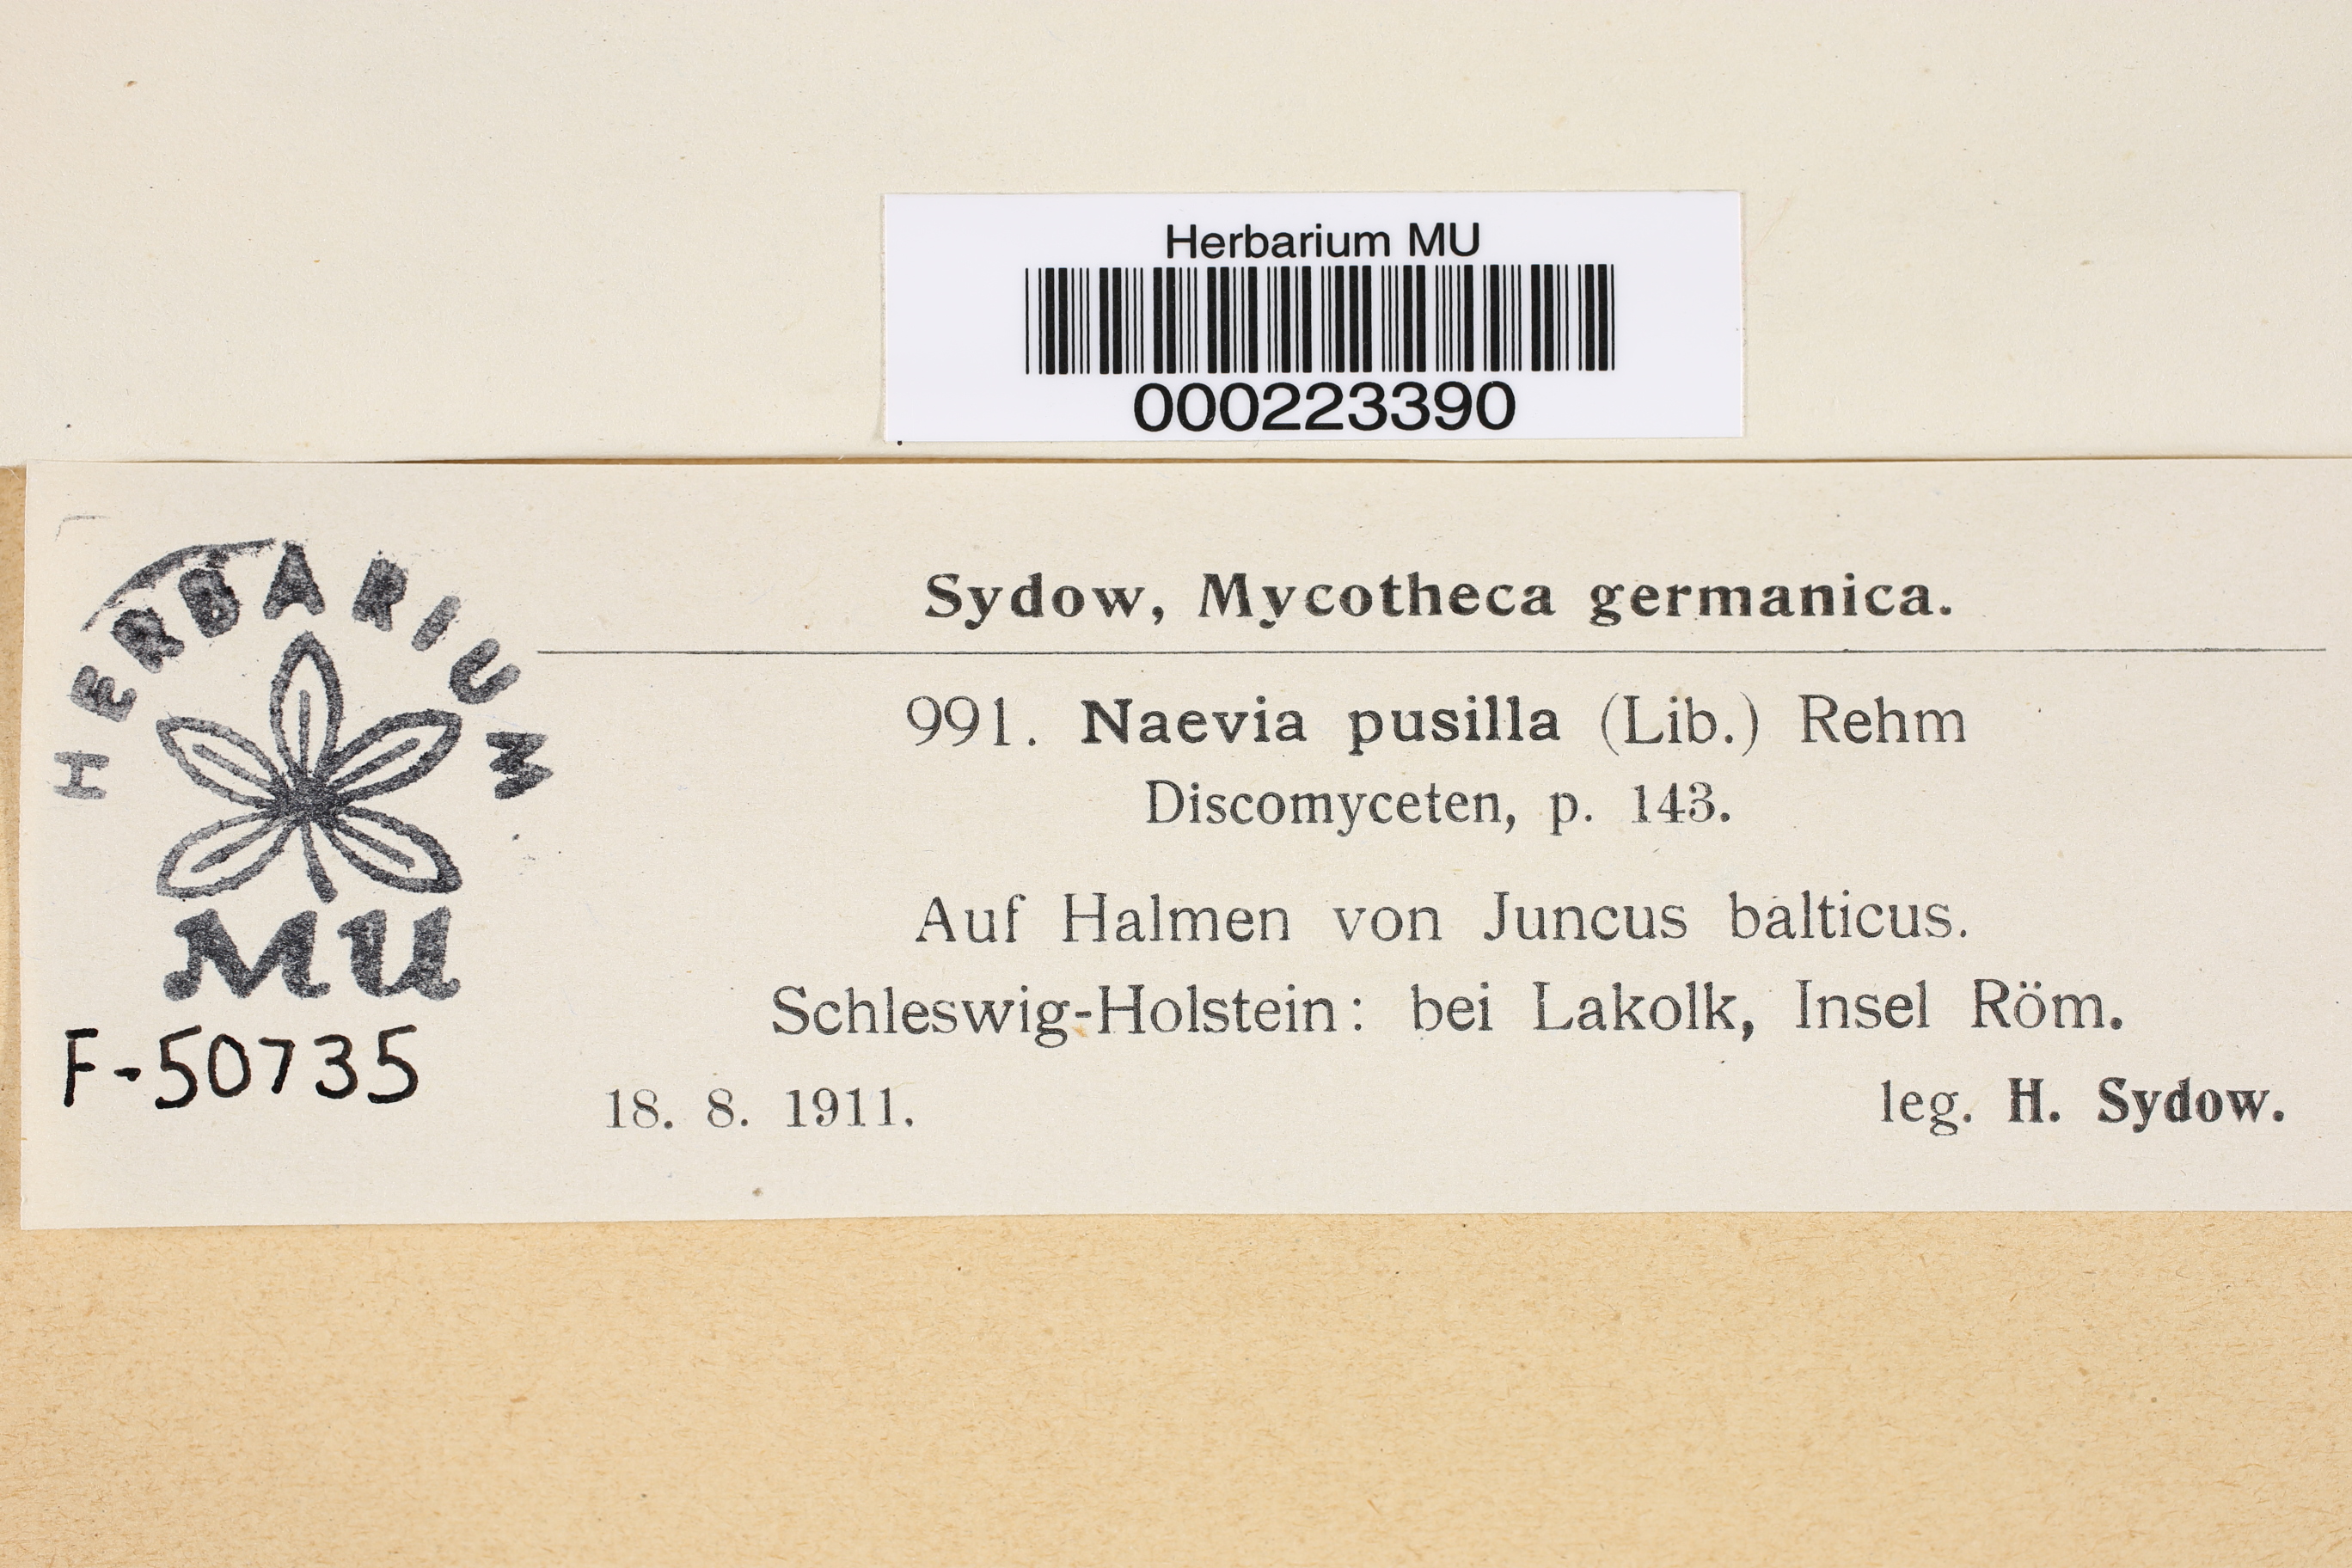 Herbarium MU
000223390
HERBARIUM
MU
F-50735
Sydow, Mycotheca germanica.
991. Naevia pusilla (Lib.) Rehm
Discomyceten, p. 143.
Auf Halmen von Juncus balticus.
Schleswig-Holstein: bei Lakolk, Insel Röm.
18. 8. 1911. leg. H. Sydow.